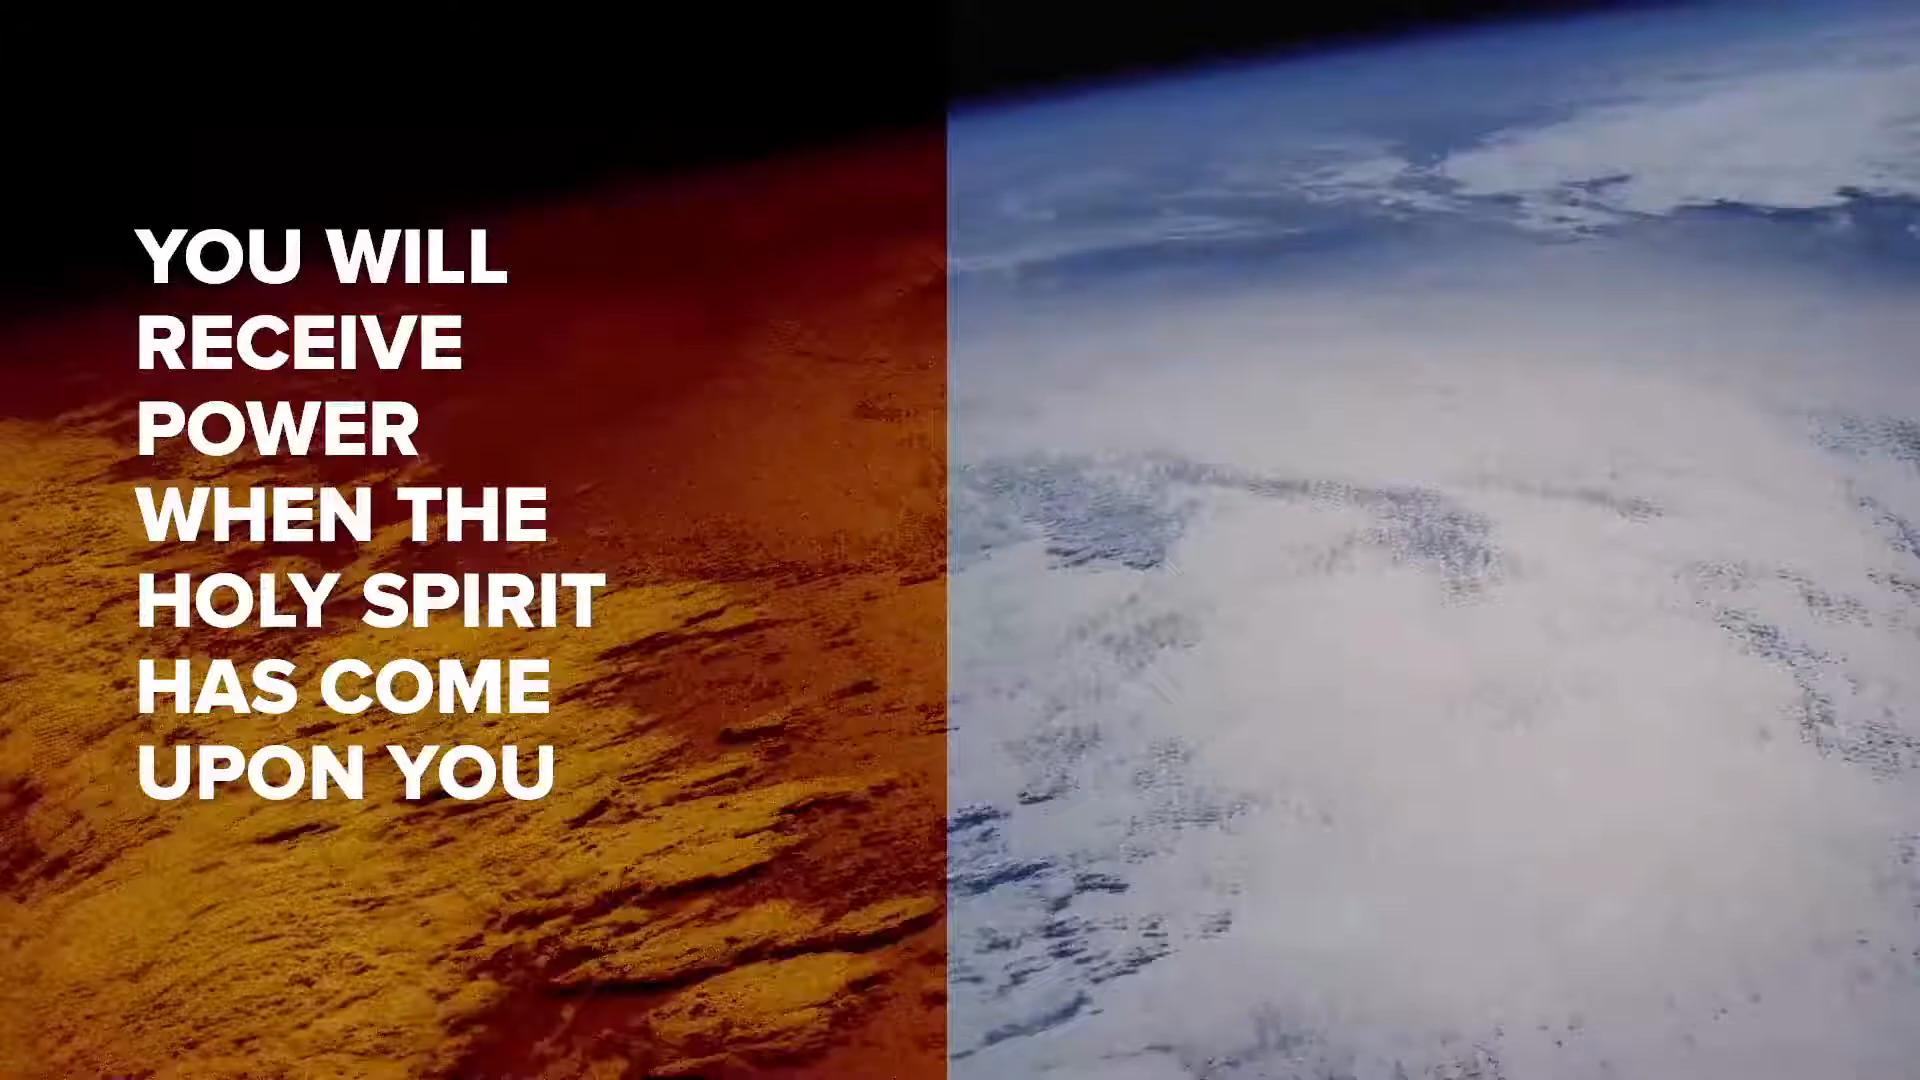 YOU WILL
RECEIVE
POWER
WHEN THE
HOLY SPIRIT
HAS COME
UPON YOU